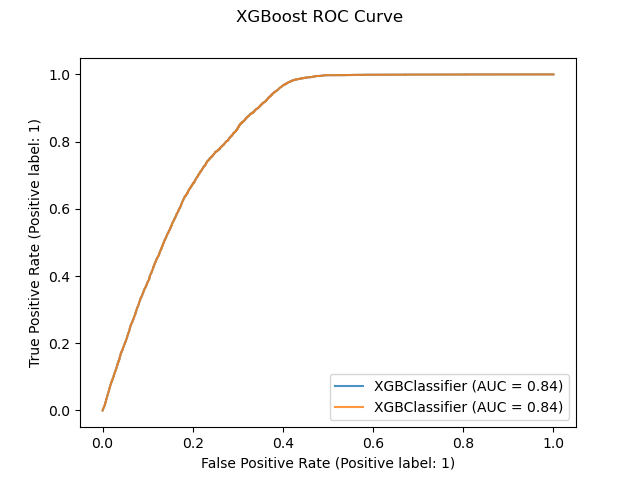 XGBoost ROC Curve
1.0
0.8
0.6
0.4
0.2
0.0
True Positive Rate (Positive label: 1)
XGBClassifier (AUC = 0.84)
XGBClassifier (AUC = 0.84)
0.0 0.2 0.4 0.6 0.8 1.0
False Positive Rate (Positive label: 1)